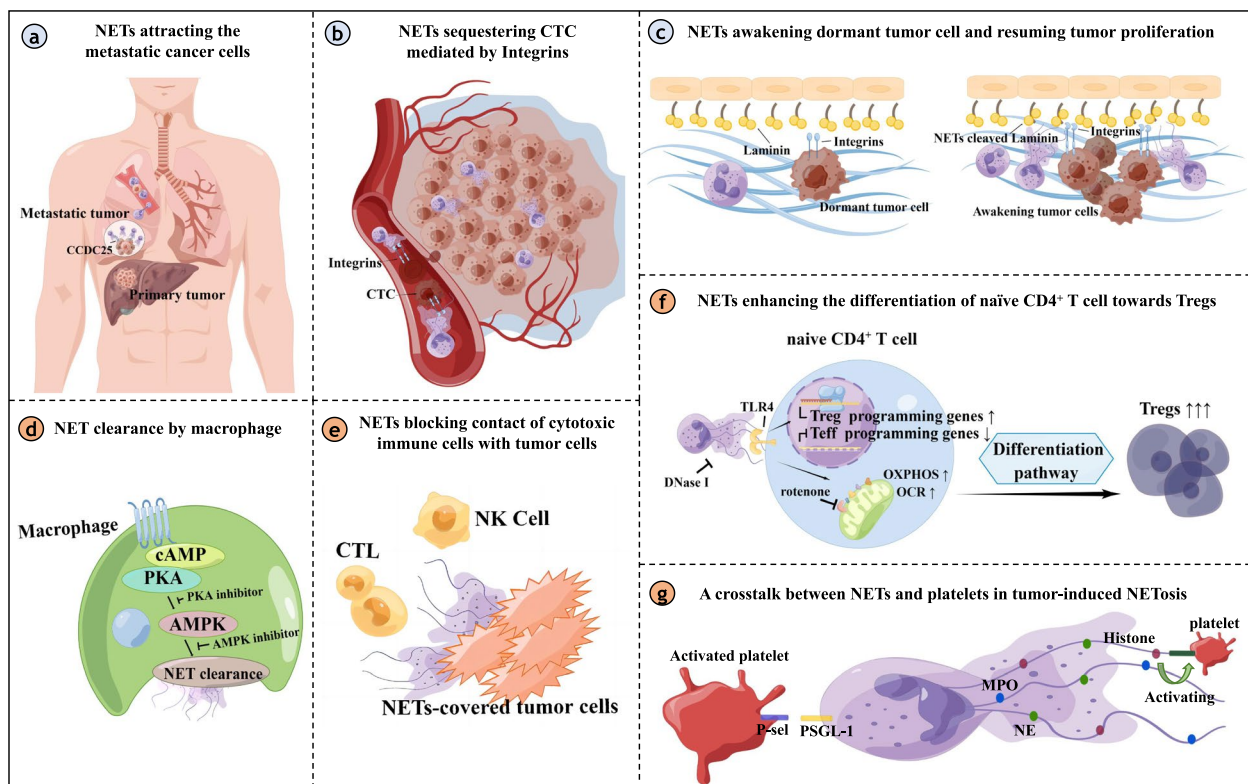 a
NETs attracting the
metastatic cancer cells
Metastatic tumor
CCDC25
Primary tumor
b
NETs sequestering CTC
mediated by Integrins
Integrins
CTC
c
NETs awakening dormant tumor cell and resuming tumor proliferation
Laminin
Integrins
Dormant tumor cell
NETs cleaved Laminin
Integrins
Awakening tumor cells
d
NET clearance by macrophage
Macrophage
cAMP
PKA
PKA inhibitor
AMPK
AMPK inhibitor
NET clearance
e
NETs blocking contact of cytotoxic
immune cells with tumor cells
NK Cell
CTL
NETs-covered tumor cells
f
NETs enhancing the differentiation of naïve CD4⁺ T cell towards Tregs
naive CD4⁺ T cell
TLR4
Treg programming genes ↑
Teff programming genes ↓
DNase I
rotenone
OXPHOS ↑
OCR ↑
Differentiation
pathway
Tregs ↑↑↑
g
A crosstalk between NETs and platelets in tumor-induced NETosis
Activated platelet
P-sel
PSGL-1
MPO
NE
Histone
platelet
Activating